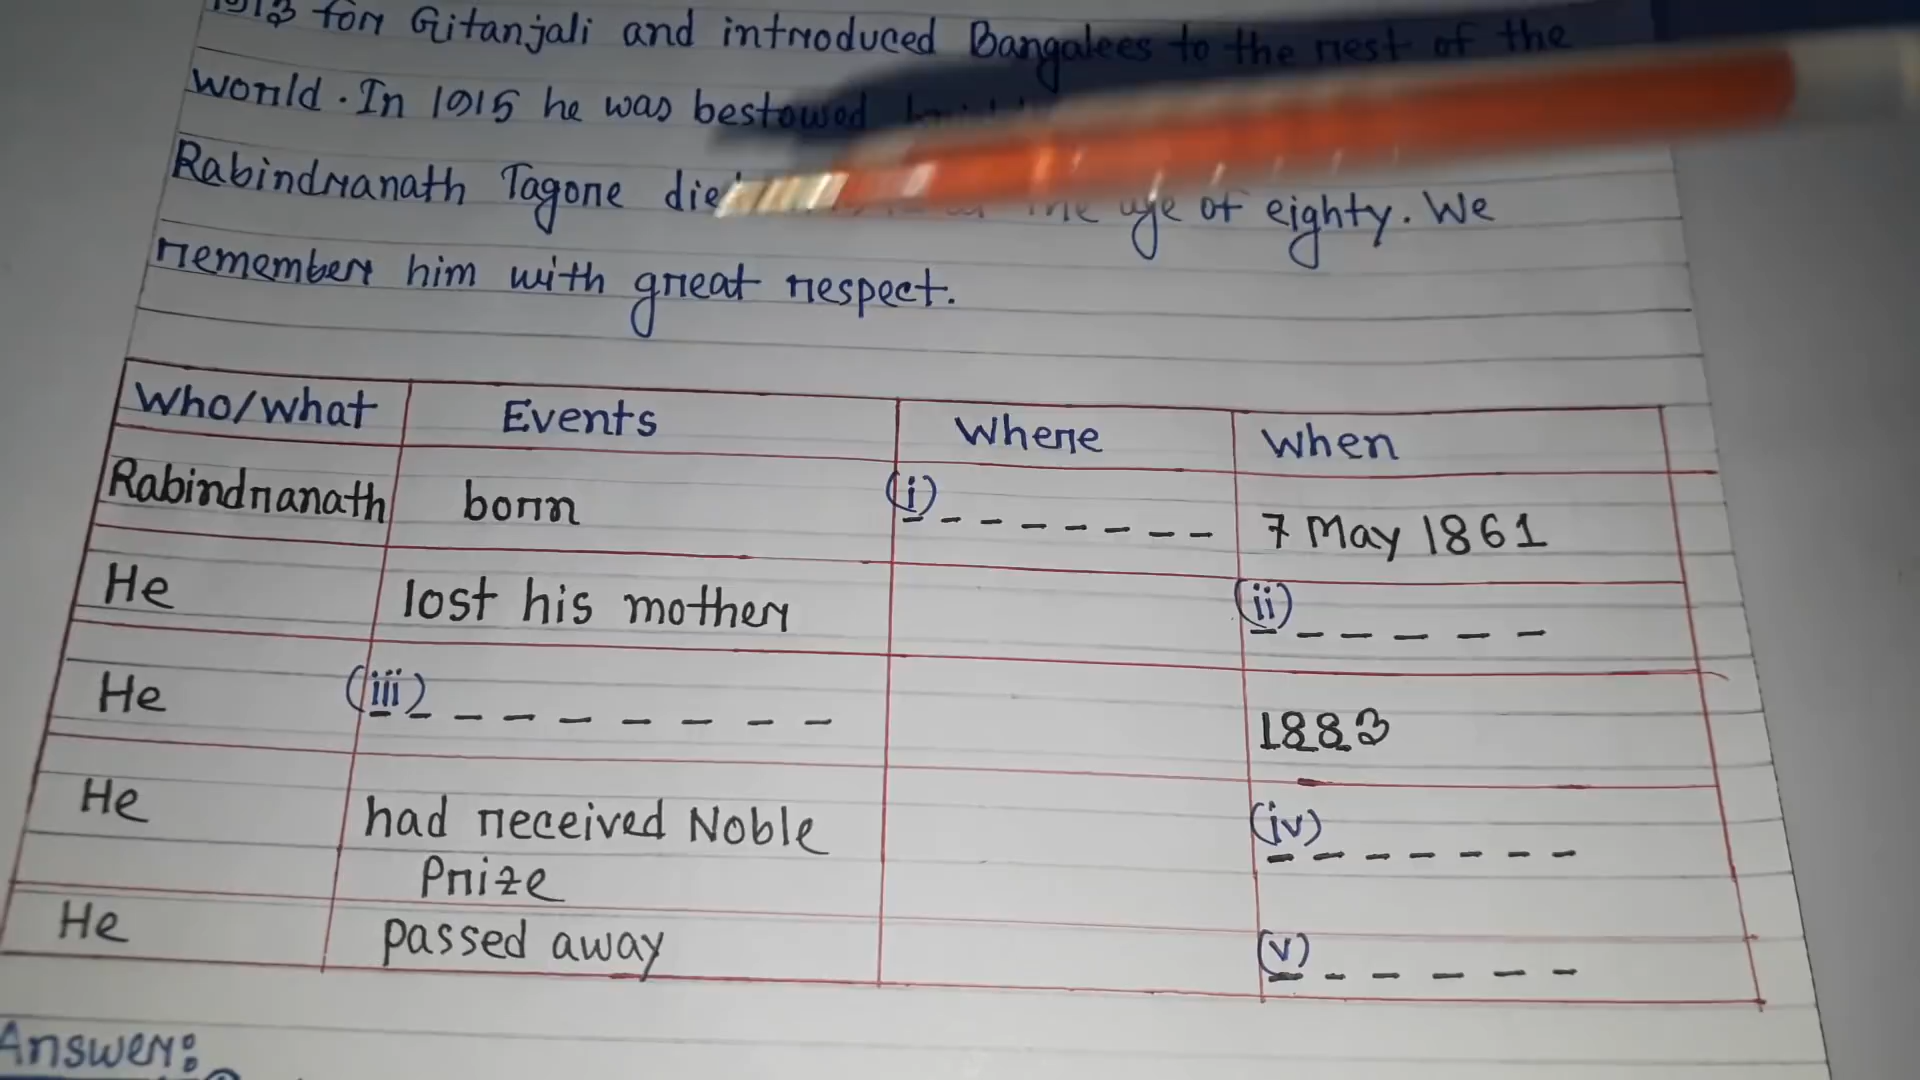 1913 for Gitanjali and introduced Bangalees to the rest of the
world. In 1915 he was bestowed
Rabindranath Tagore died the age of eighty. We
remember him with great respect.
Who/What Events Where When
Rabindranath born (i)_ _ _ _ _ _ _ _ 7 May 1861
He lost his mother (ii)_ _ _ _ _ _
He (iii)_ _ _ _ _ _ _ _ _ 1883
He had received Noble (iv)_ _ _ _ _ _ _
Prize
He passed away (v)_ _ _ _ _ _
Answer: